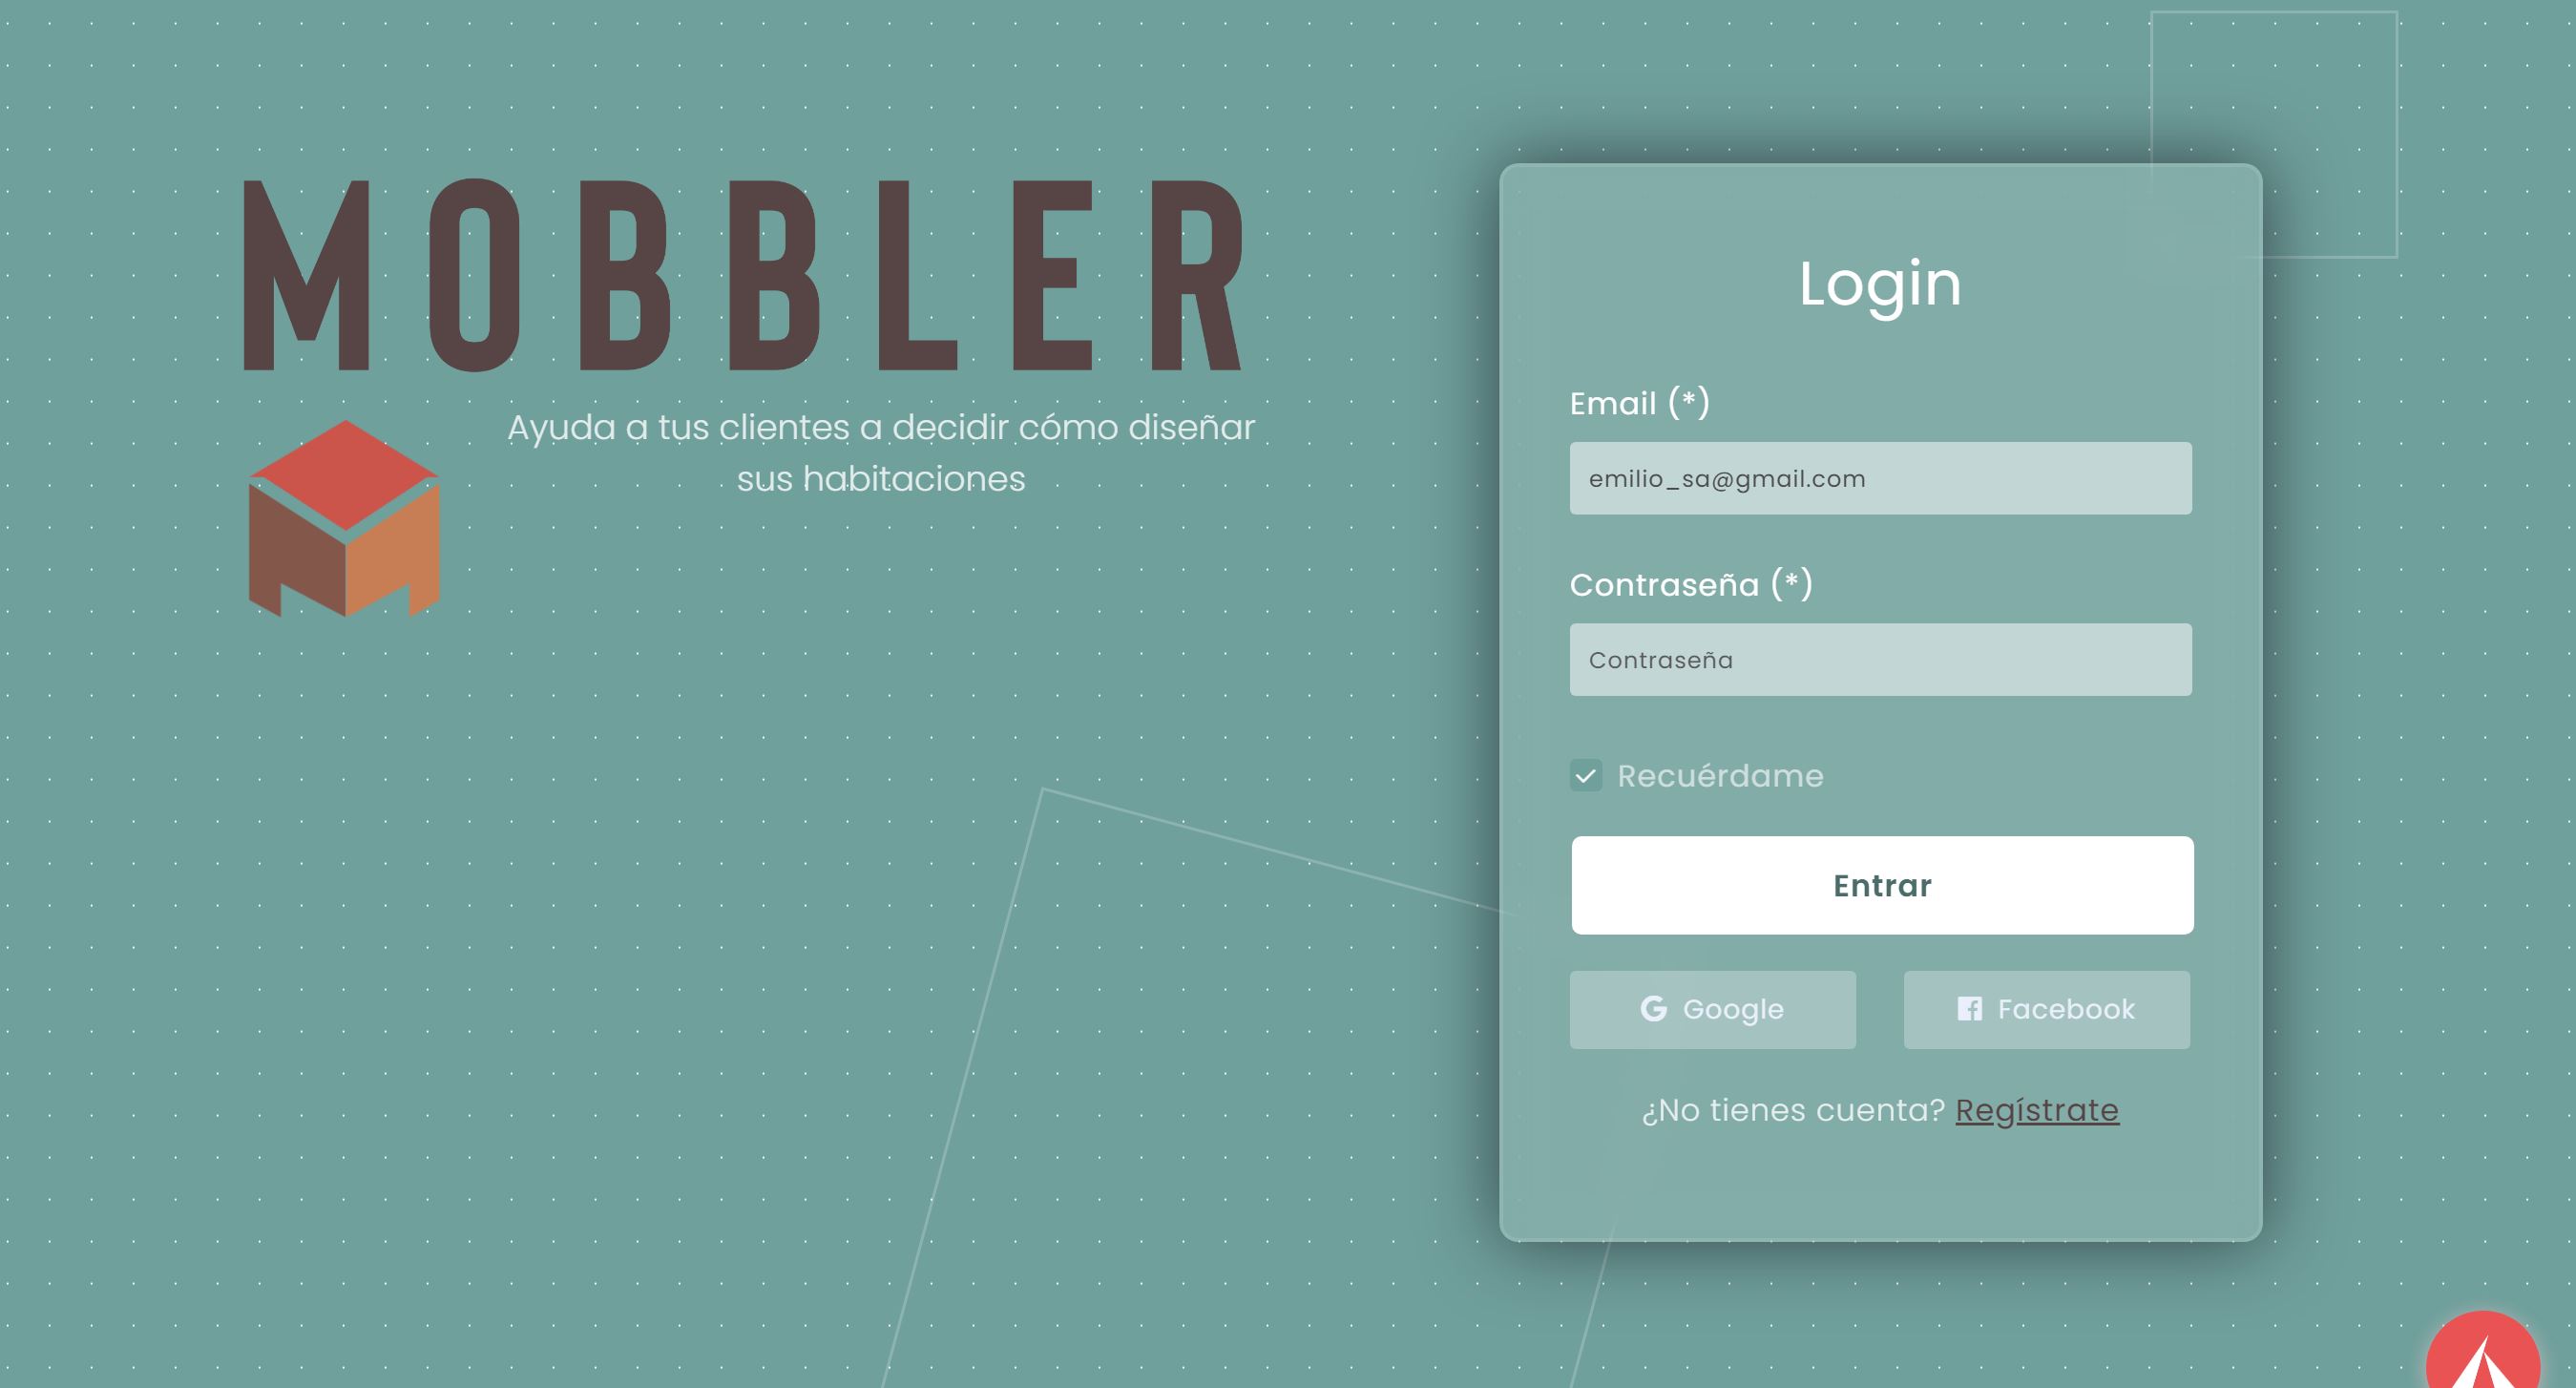 MOBBLER
Ayuda a tus clientes a decidir cómo diseñar
sus habitaciones
Login
Email (*)
emilio_sa@gmail.com
Contraseña (*)
Contraseña
Recuérdame
Entrar
Google
Facebook
¿No tienes cuenta? Regístrate